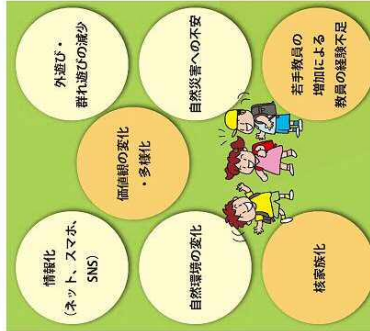 情報化
（ネット、スマホ、
SNS）
外遊び・
群れ遊びの減少
価値観の変化
・多様化
自然環境の変化
自然災害への不安
核家族化
若手教員の
増加による
教員の経験不足